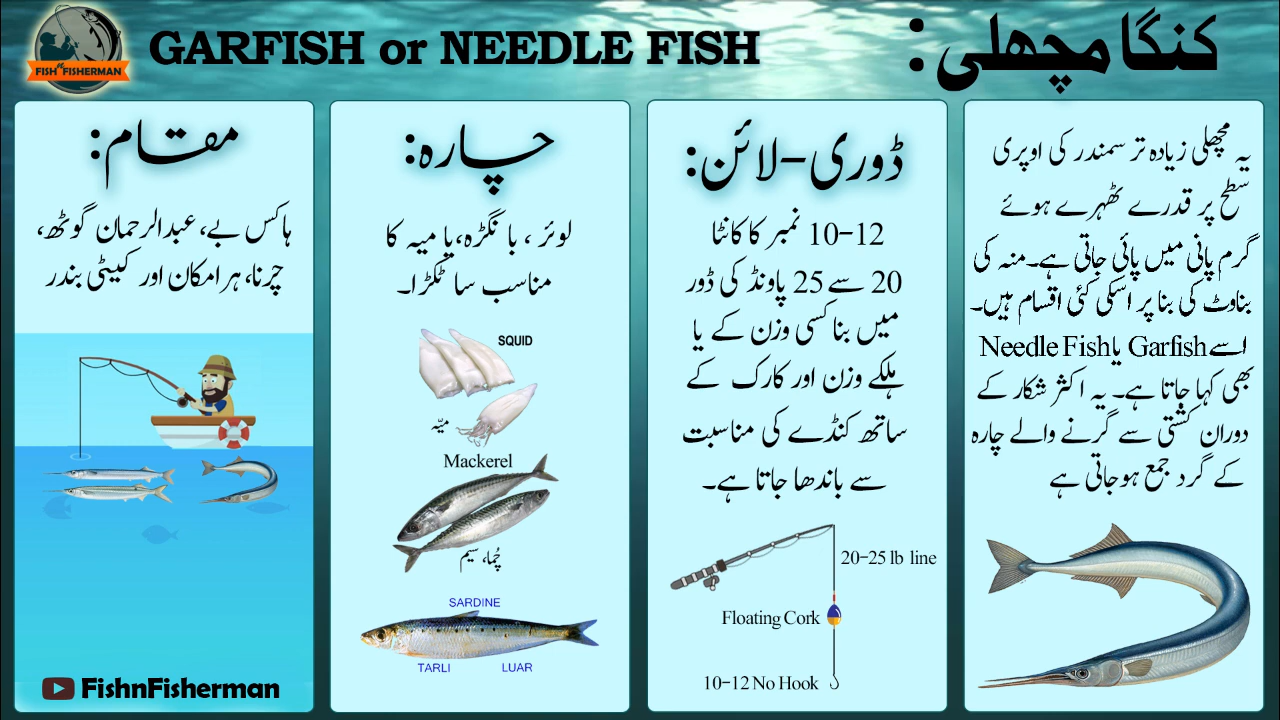 FISH n FISHERMAN
GARFISH or NEEDLE FISH
کنگا مچھلی:
یہ مچھلی زیادہ تر سمندر کی اوپری
سطح پر قدرے ٹھہرے ہوئے
گرم پانی میں پائی جاتی ہے۔منہ کی
بناوٹ کی بنا پر اسکی کئی اقسام ہیں۔
اسے Garfish یا Needle Fish
بھی کہا جاتا ہے۔ یہ اکثر شکار کے
دوران کشتی سے گرنے والے چارہ
کے گرد جمع ہوجاتی ہے
ڈوری-لائن:
10-12 نمبر کا کانٹا
20 سے 25 پاونڈ کی ڈور
میں بنا کسی وزن کے یا
ہلکے وزن اور کارک کے
ساتھ کنڈے کی مناسبت
سے باندھا جاتا ہے۔
20-25 lb line
Floating Cork
10-12 No Hook
چارہ:
لوئر ، بانگڑہ، یا میہ کا
مناسب سا ٹکڑا۔
SQUID
میّہ
Mackerel
چُما، سیم
SARDINE
TARLI LUAR
مقام:
ہاکس بے، عبدالرحمان گوٹھ،
چرنا، ہر امکان اور کیٹی بندر
FishnFisherman